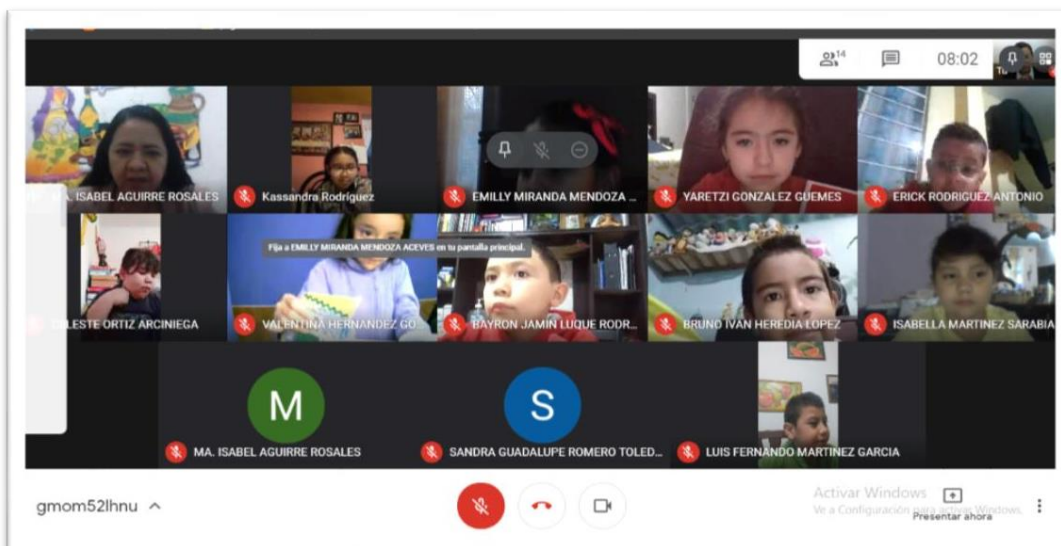 14
08:02
Tú
A. ISABEL AGUIRRE ROSALES
Kassandra Rodríguez
EMILLY MIRANDA MENDOZA ...
YARETZI GONZALEZ GUEMES
ERICK RODRIGUEZ ANTONIO
Fija a EMILLY MIRANDA MENDOZA ACEVES en tu pantalla principal.
LESTE ORTIZ ARCINIEGA
VALENTINA HERNANDEZ GO...
BAYRON JAMIN LUQUE RODR...
BRUNO IVAN HEREDIA LOPEZ
ISABELLA MARTINEZ SARABIA
M
S
MA. ISABEL AGUIRRE ROSALES
SANDRA GUADALUPE ROMERO TOLED...
LUIS FERNANDO MARTINEZ GARCIA
gmom52lhnu
Activar Windows
Ve a Configuración para activar Windows.
Presentar ahora